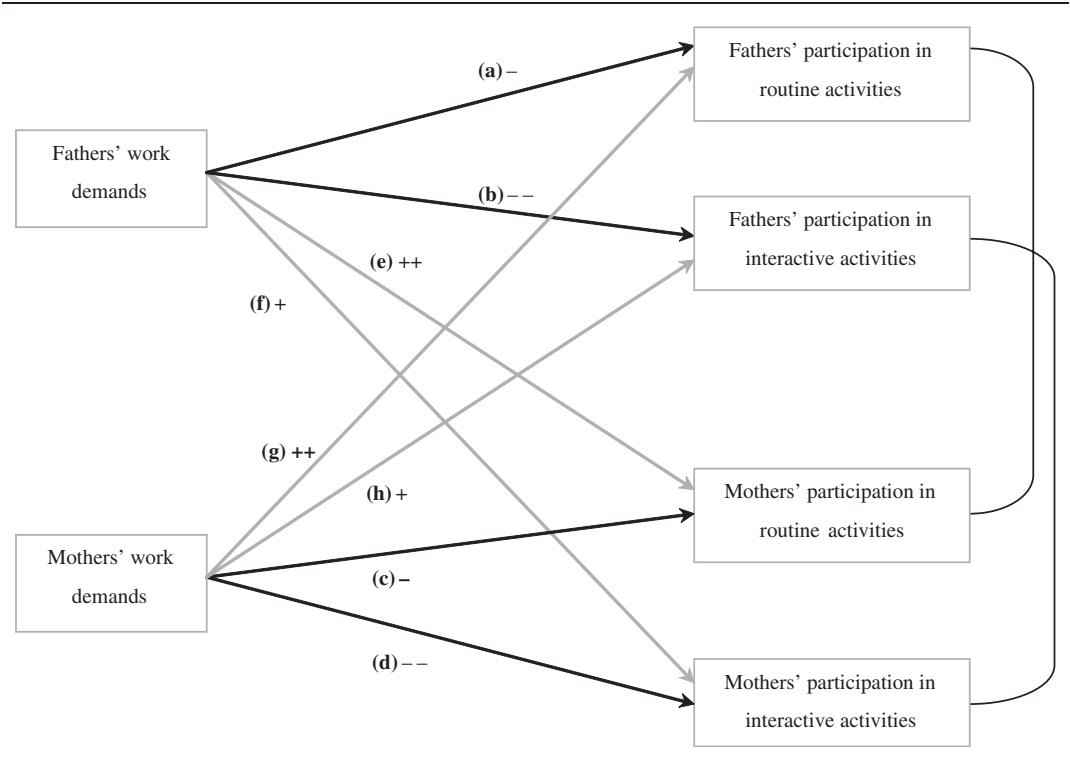 Fathers’ participation in
routine activities
(a) –
Fathers’ work
demands
(b) – –
Fathers’ participation in
interactive activities
(e) ++
(f) +
(g) ++
(h) +
Mothers’ participation in
routine activities
Mothers’ work
demands
(c) –
(d) – –
Mothers’ participation in
interactive activities